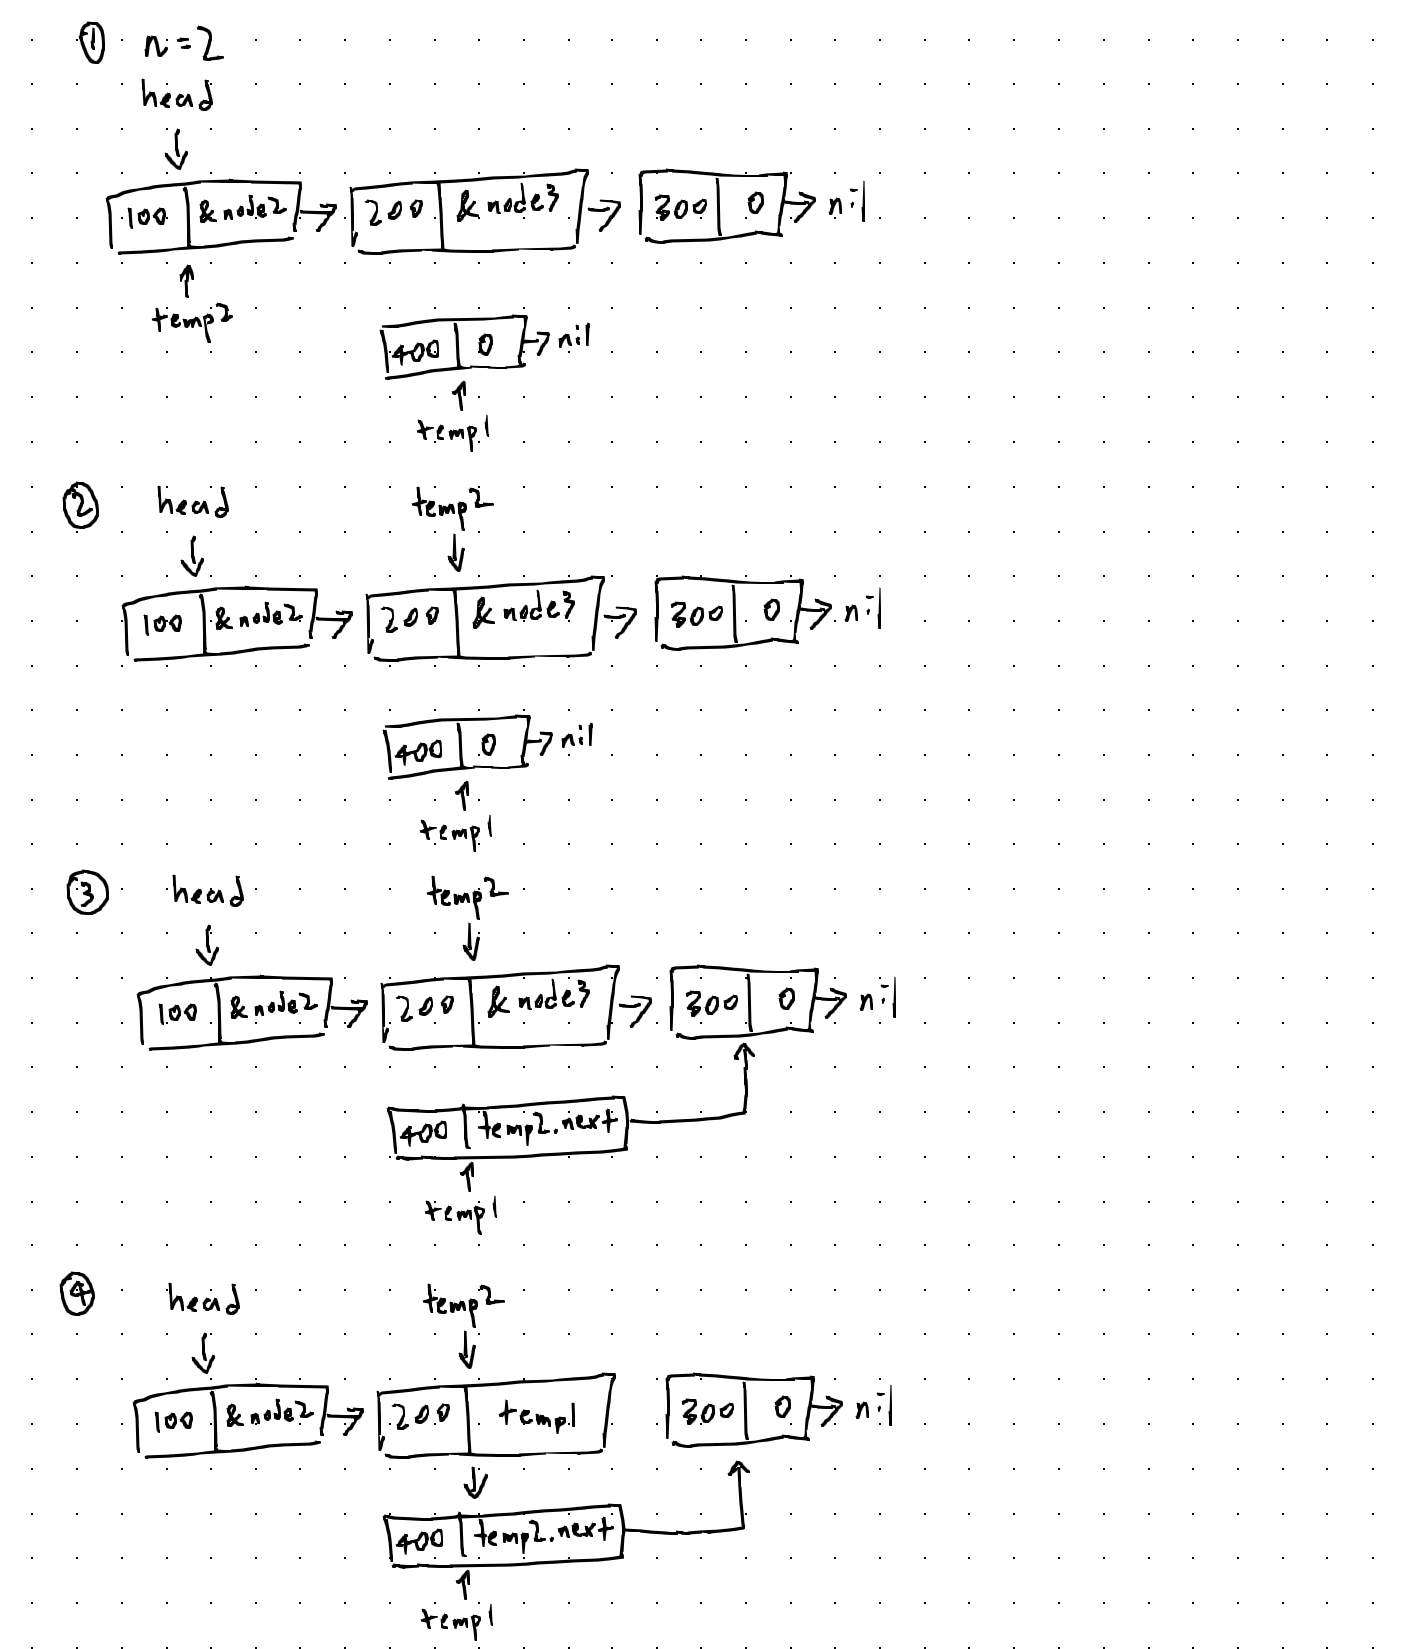 ① n=2
head
100 &node2 → 200 &node3 → 300 0 → nil
temp2
400 0 → nil
temp1
② head temp2
100 &node2 → 200 &node3 → 300 0 → nil
400 0 → nil
temp1
③ head temp2
100 &node2 → 200 &node3 → 300 0 → nil
400 temp2.next
temp1
④ head temp2
100 &node2 → 200 temp1 300 0 → nil
400 temp2.next
temp1